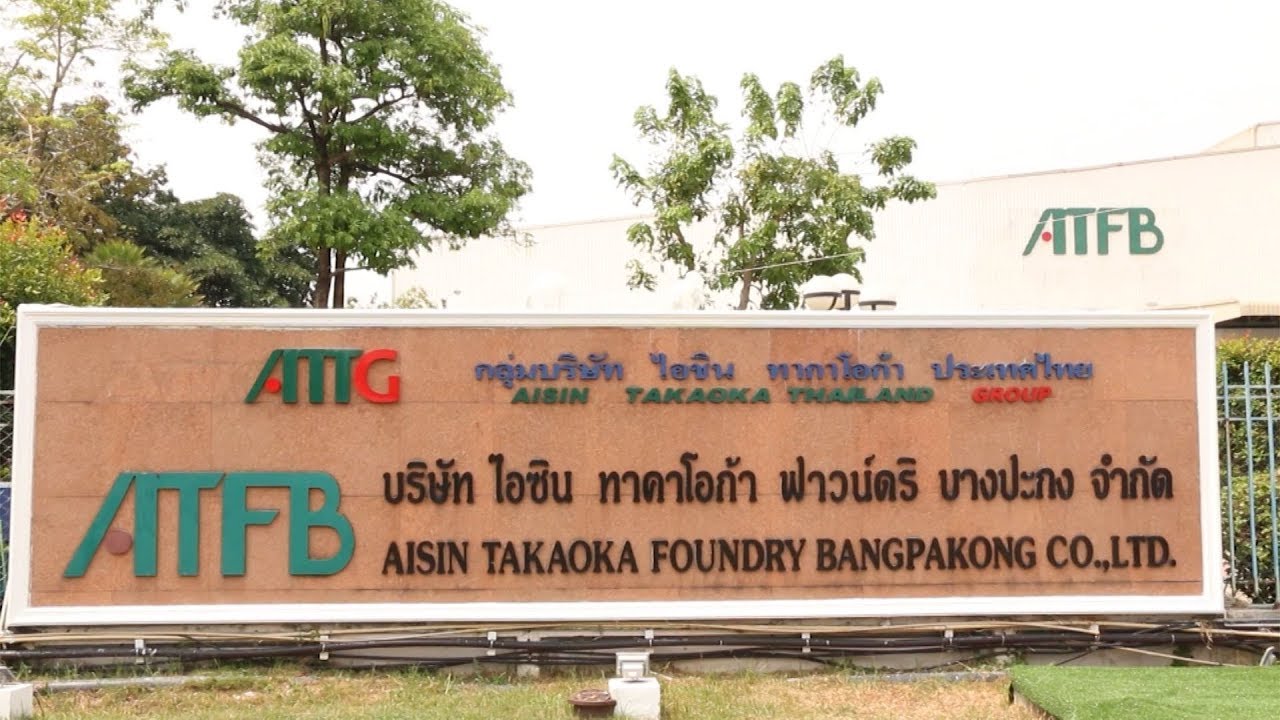 ATFB
ATTG กลุ่มบริษัท ไอซิน ทากาโอก้า ประเทศไทย
AISIN TAKAOKA THAILAND GROUP
ATFB บริษัท ไอซิน ทาคาโอก้า ฟาวน์ดริ บางปะกง จำกัด
AISIN TAKAOKA FOUNDRY BANGPAKONG CO.,LTD.